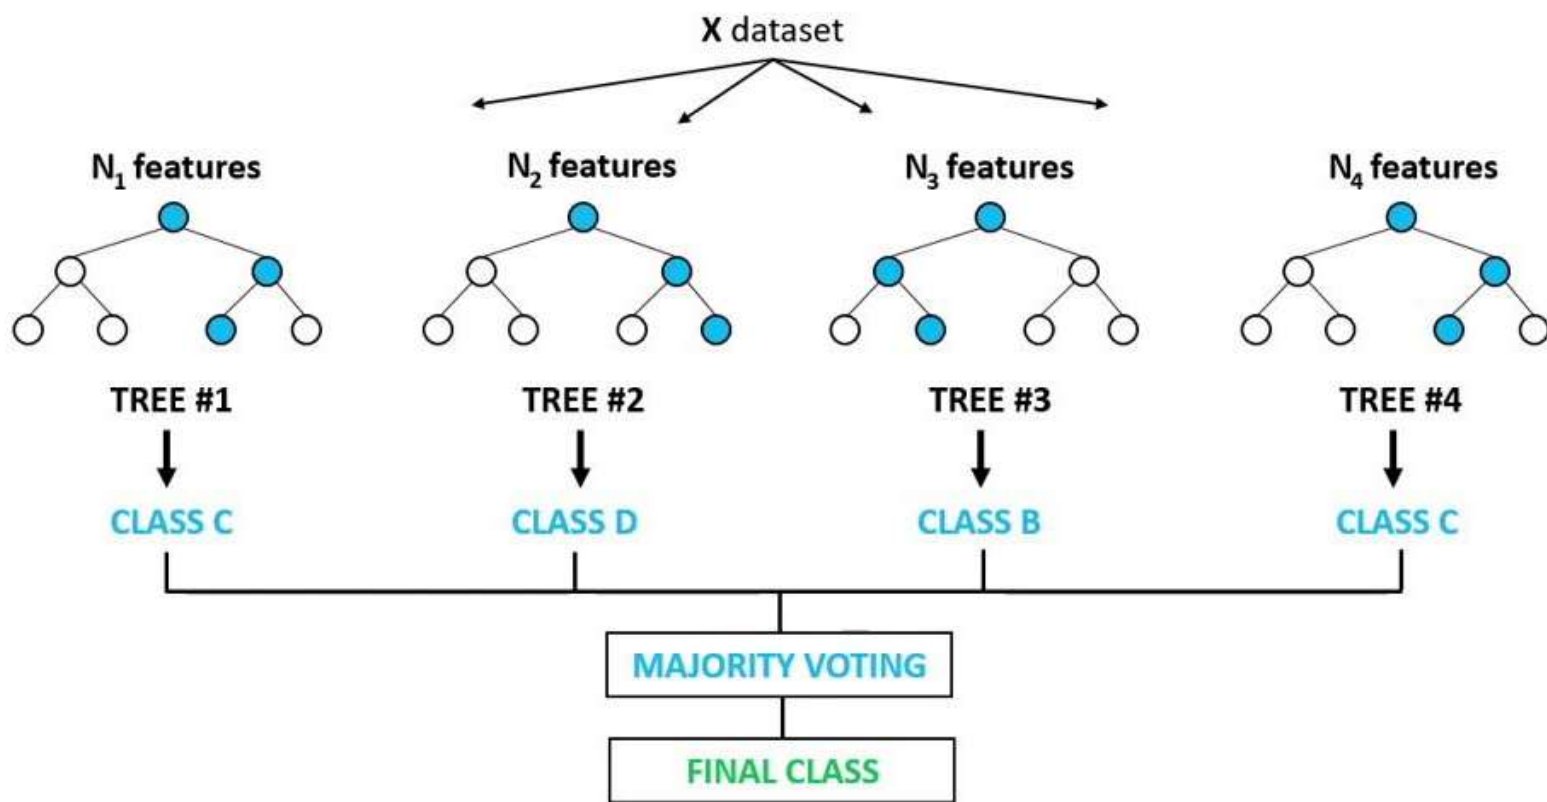 X dataset
N₁ features
N₂ features
N₃ features
N₄ features
TREE #1
TREE #2
TREE #3
TREE #4
CLASS C
CLASS D
CLASS B
CLASS C
MAJORITY VOTING
FINAL CLASS